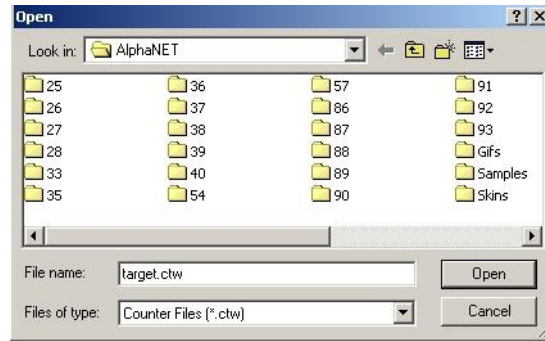 Open
Look in: AlphaNET
25 36 57 91
26 37 86 92
27 38 87 93
28 39 88 Gifs
33 40 89 Samples
35 54 90 Skins
File name: target.ctw Open
Files of type: Counter Files (*.ctw) Cancel